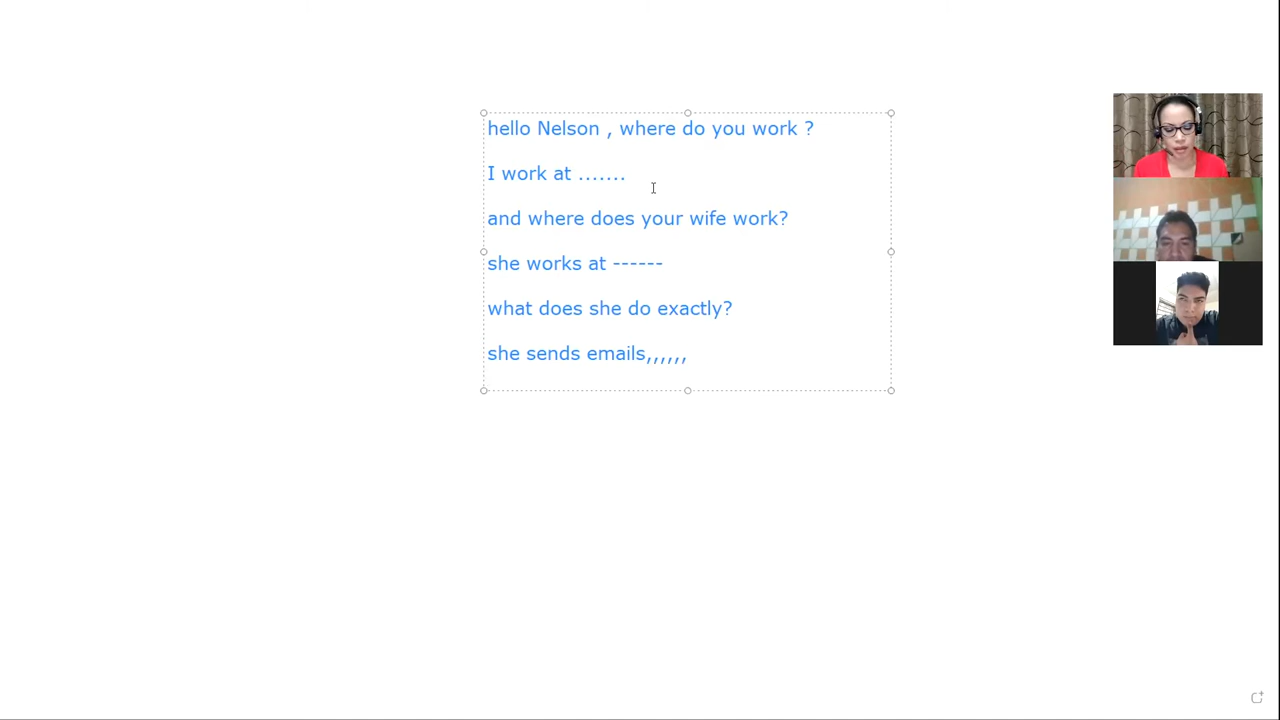 hello Nelson , where do you work ?
I work at .......
and where does your wife work?
she works at ------
what does she do exactly?
she sends emails,,,,,,